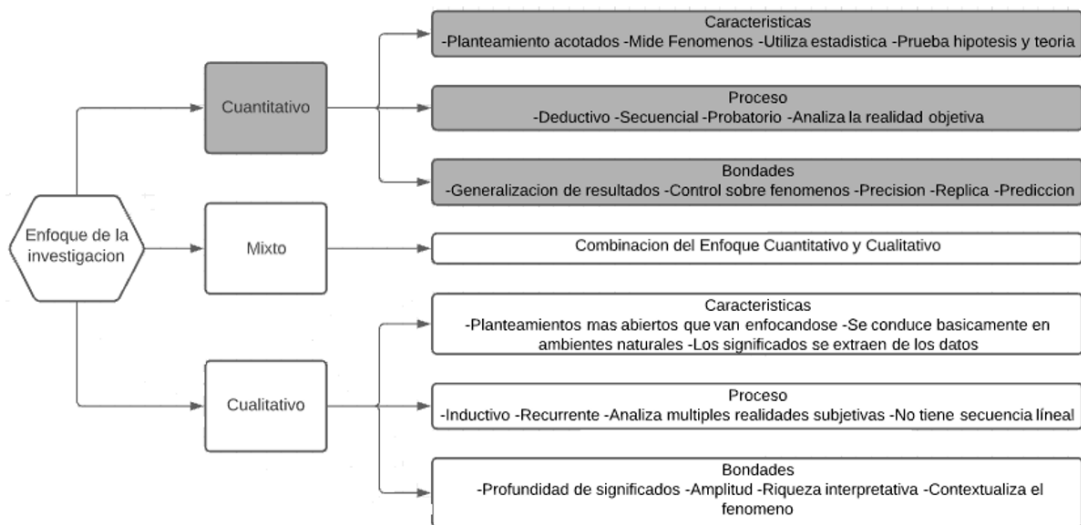 Enfoque de la
investigacion
Cuantitativo
Caracteristicas
-Planteamiento acotados -Mide Fenomenos -Utiliza estadistica -Prueba hipotesis y teoria
Proceso
-Deductivo -Secuencial -Probatorio -Analiza la realidad objetiva
Bondades
-Generalizacion de resultados -Control sobre fenomenos -Precision -Replica -Prediccion
Mixto
Combinacion del Enfoque Cuantitativo y Cualitativo
Cualitativo
Caracteristicas
-Planteamientos mas abiertos que van enfocandose -Se conduce basicamente en
ambientes naturales -Los significados se extraen de los datos
Proceso
-Inductivo -Recurrente -Analiza multiples realidades subjetivas -No tiene secuencia líneal
Bondades
-Profundidad de significados -Amplitud -Riqueza interpretativa -Contextualiza el
fenomeno